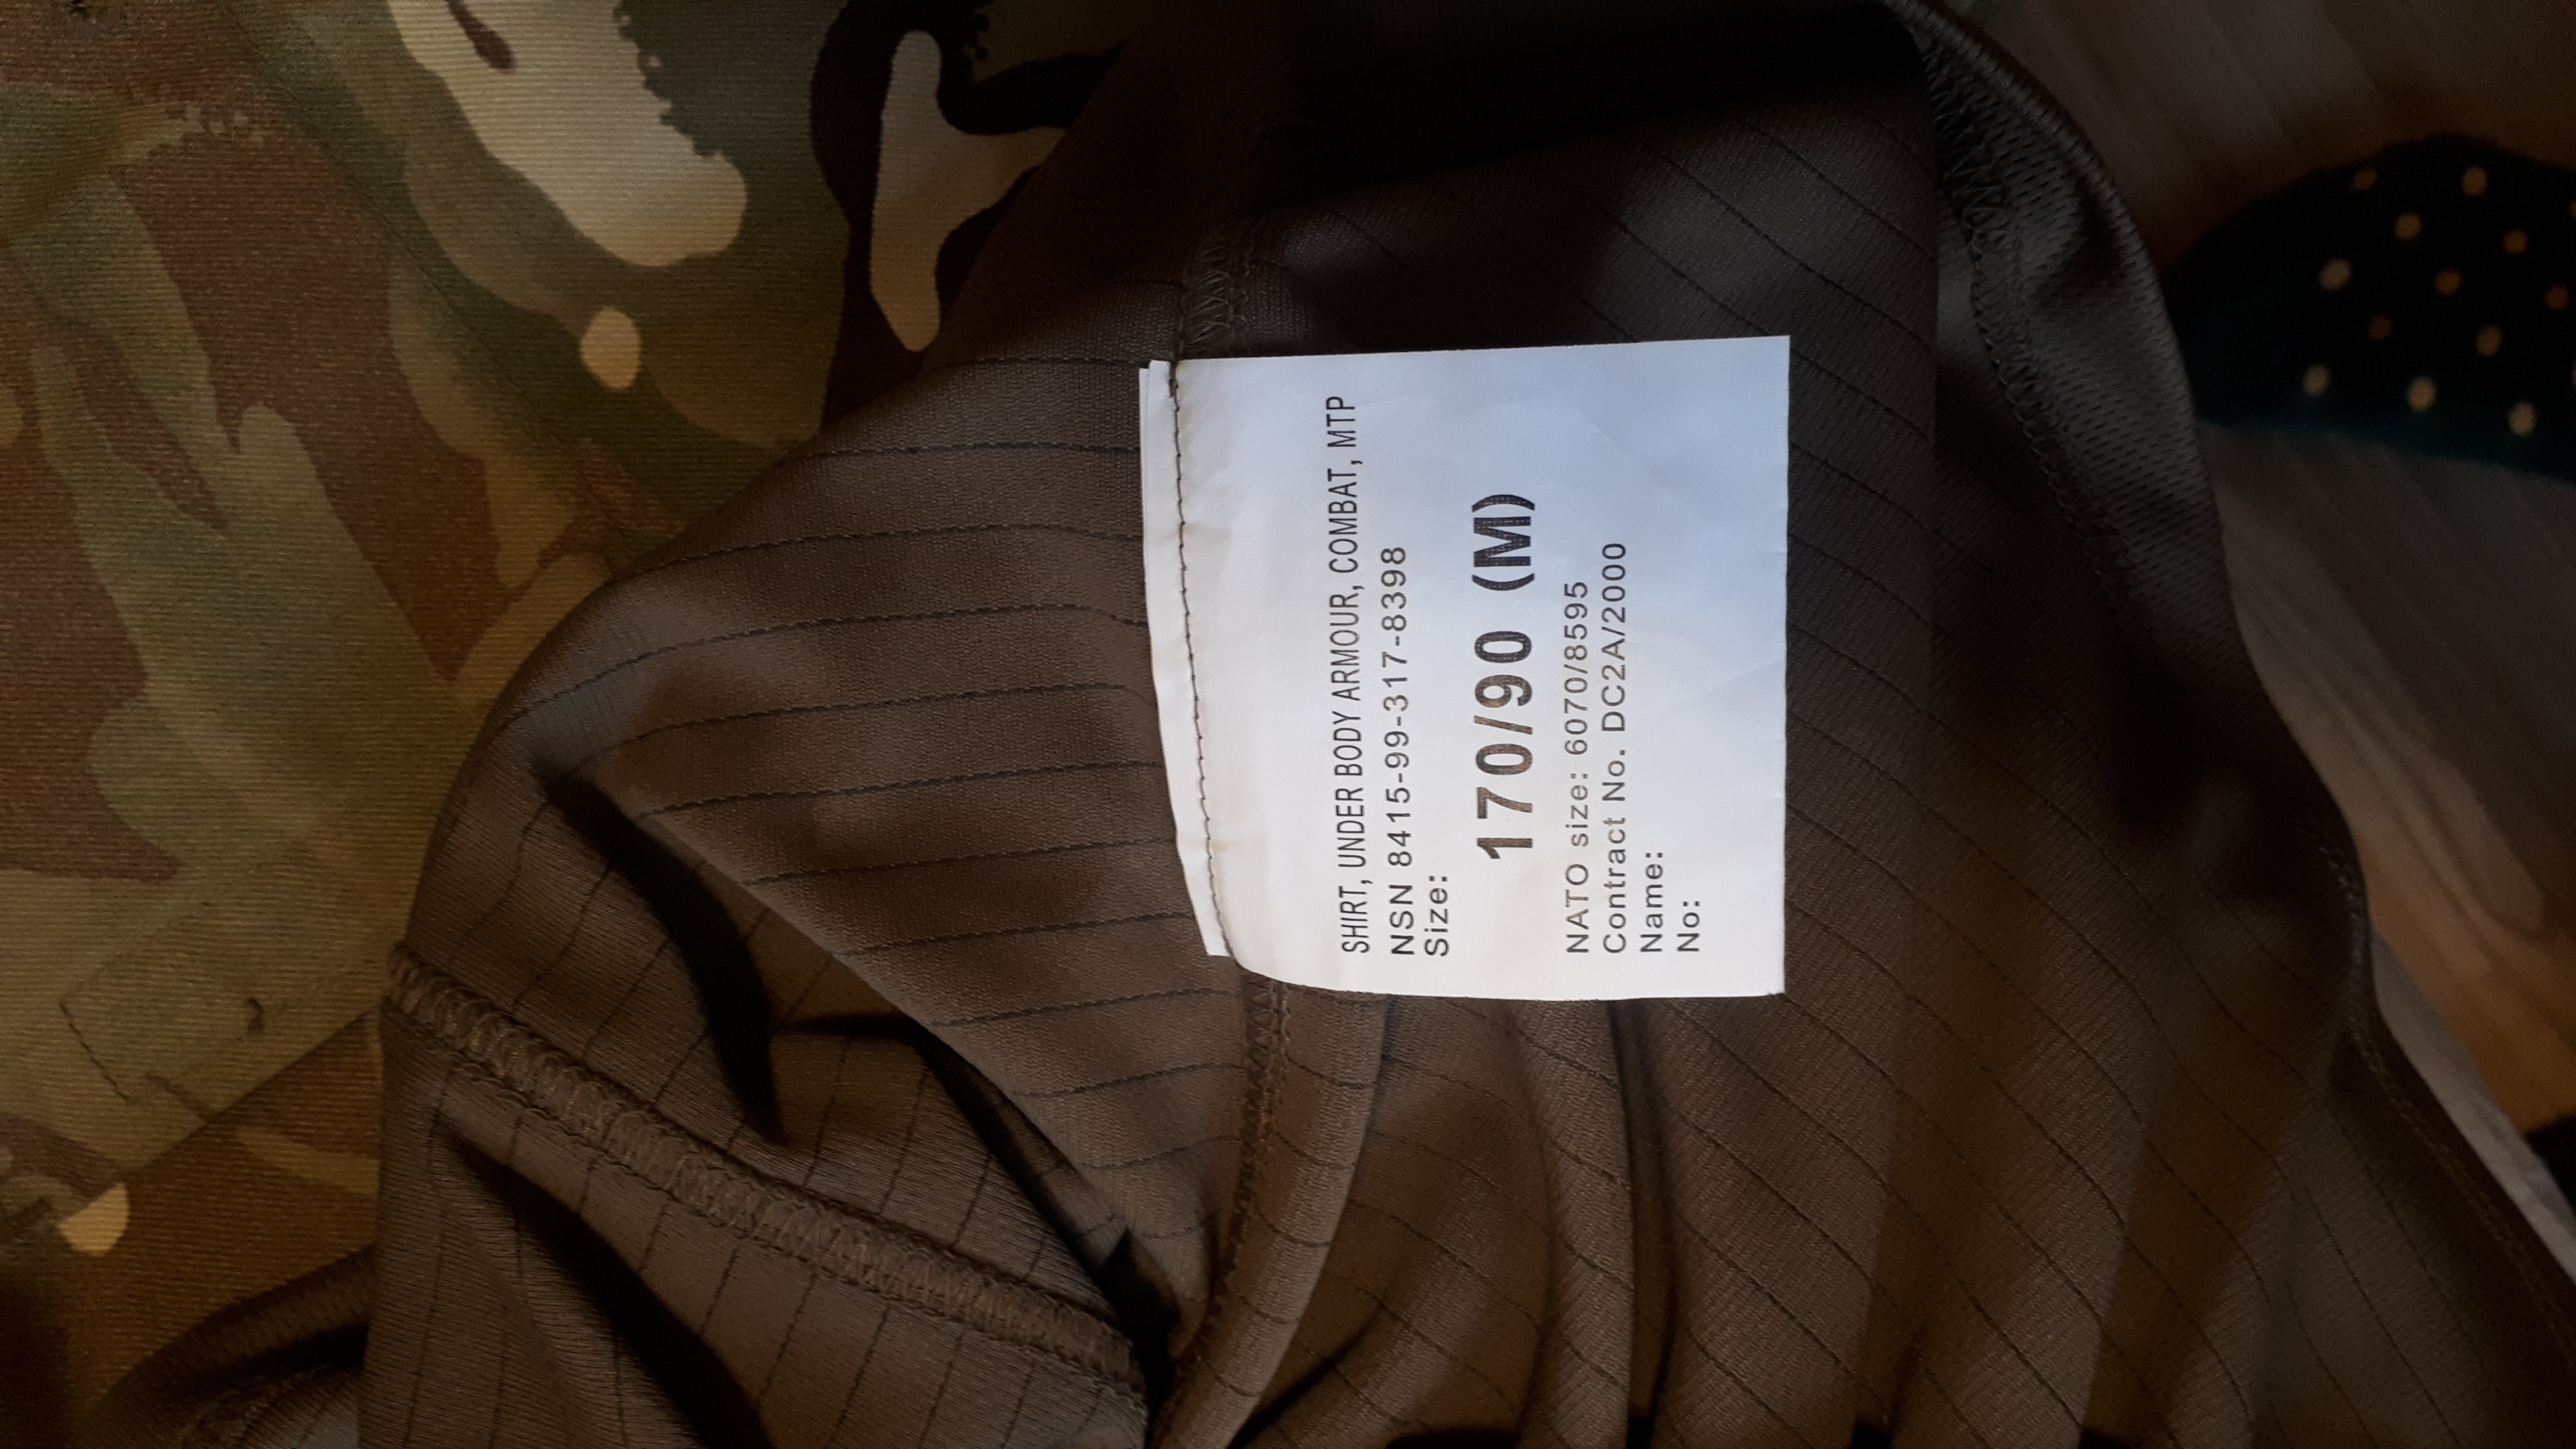 SHIRT, UNDER BODY ARMOUR, COMBAT, MTP
NSN 8415-99-317-8398
Size:
170/90 (M)
NATO size: 6070/8595
Contract No. DC2A/2000
Name:
No: